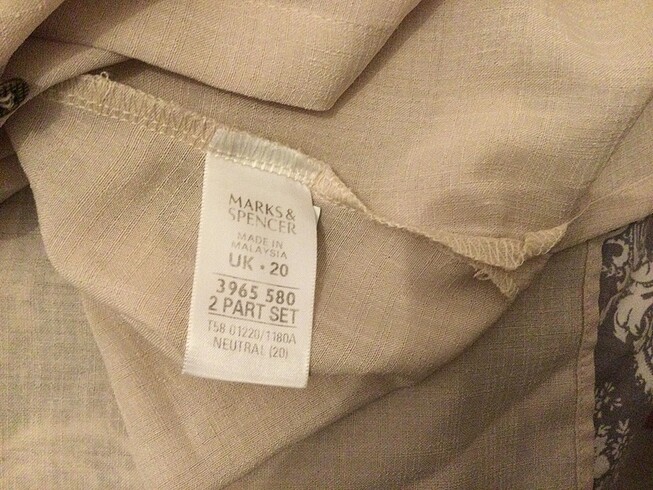 MARKS &
SPENCER
MADE IN
MALAYSIA
UK • 20
3965 580
2 PART SET
T58 01220/1180A
NEUTRAL (20)